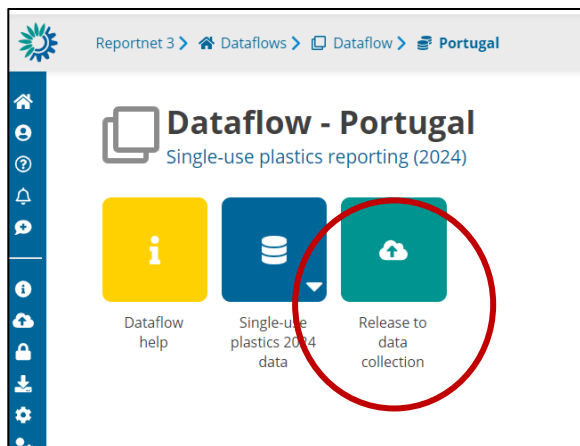 Reportnet 3 Dataflows Dataflow Portugal
Dataflow - Portugal
Single-use plastics reporting (2024)
Dataflow
help
Single-use
plastics 2024
data
Release to
data
collection